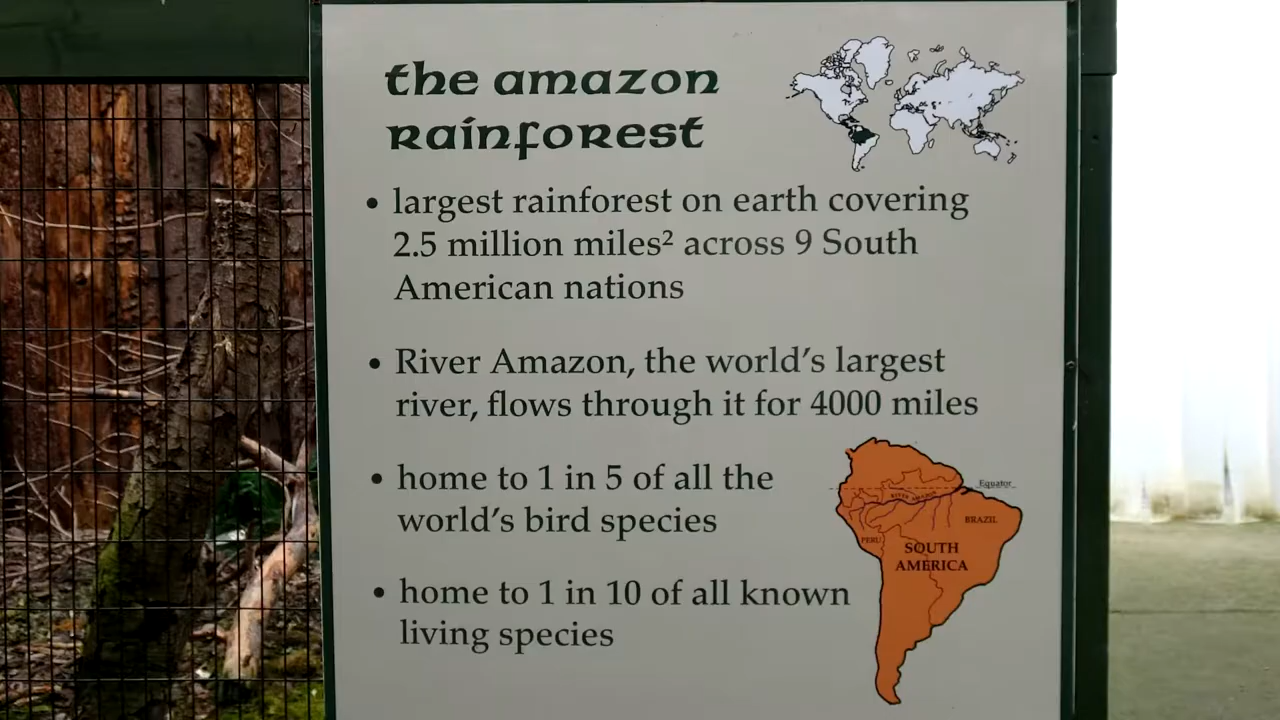 the amazon
rainforest
• largest rainforest on earth covering
2.5 million miles² across 9 South
American nations
• River Amazon, the world's largest
river, flows through it for 4000 miles
• home to 1 in 5 of all the
world's bird species
• home to 1 in 10 of all known
living species
Equator
RIVER AMAZON
BRAZIL
PERU
SOUTH
AMERICA